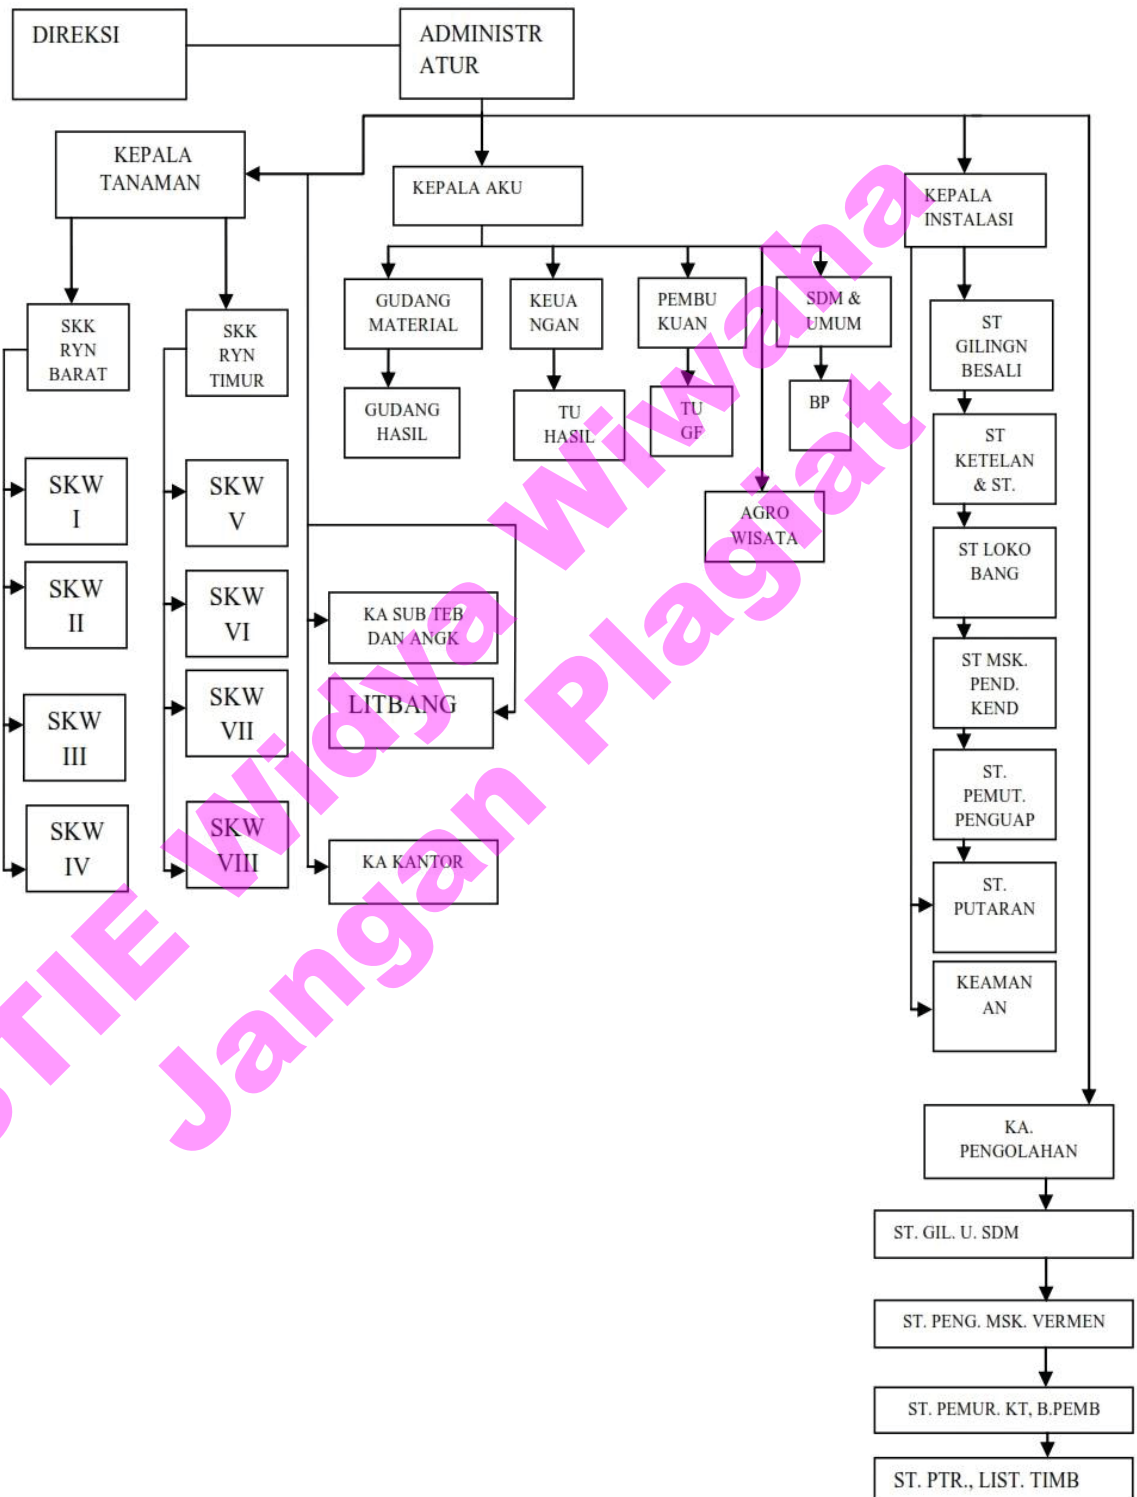 DIREKSI
ADMINISTR
ATUR
KEPALA
TANAMAN
KEPALA AKU
KEPALA
INSTALASI
GUDANG
MATERIAL
KEUA
NGAN
PEMBU
KUAN
SDM &
UMUM
SKK
RYN
BARAT
SKK
RYN
TIMUR
ST
GILINGN
BESALI
GUDANG
HASIL
TU
HASIL
TU
GF
BP
ST
KETELAN
& ST.
SKW
I
SKW
V
AGRO
WISATA
ST LOKO
BANG
SKW
II
SKW
VI
KA SUB TEB
DAN ANGK
ST MSK.
PEND.
KEND
SKW
III
SKW
VII
LITBANG
ST.
PEMUT.
PENGUAP
SKW
IV
SKW
VIII
KA KANTOR
ST.
PUTARAN
KEAMAN
AN
KA.
PENGOLAHAN
ST. GIL. U. SDM
ST. PENG. MSK. VERMEN
ST. PEMUR. KT, B.PEMB
ST. PTR., LIST. TIMB
STIE Widya Wiwaha
Jangan Plagiat